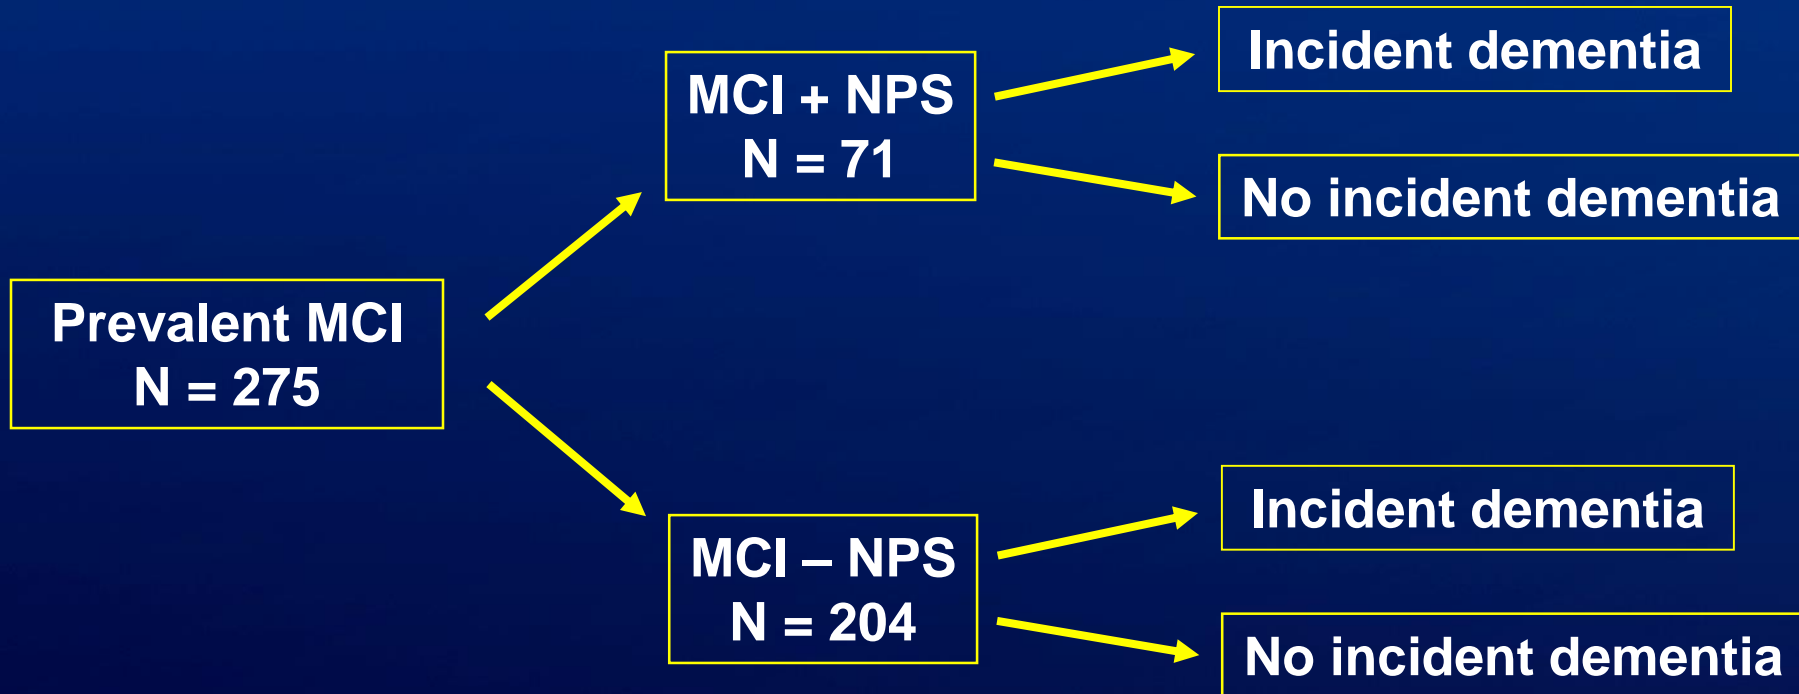 Prevalent MCI
N = 275
MCI + NPS
N = 71
Incident dementia
No incident dementia
MCI – NPS
N = 204
Incident dementia
No incident dementia